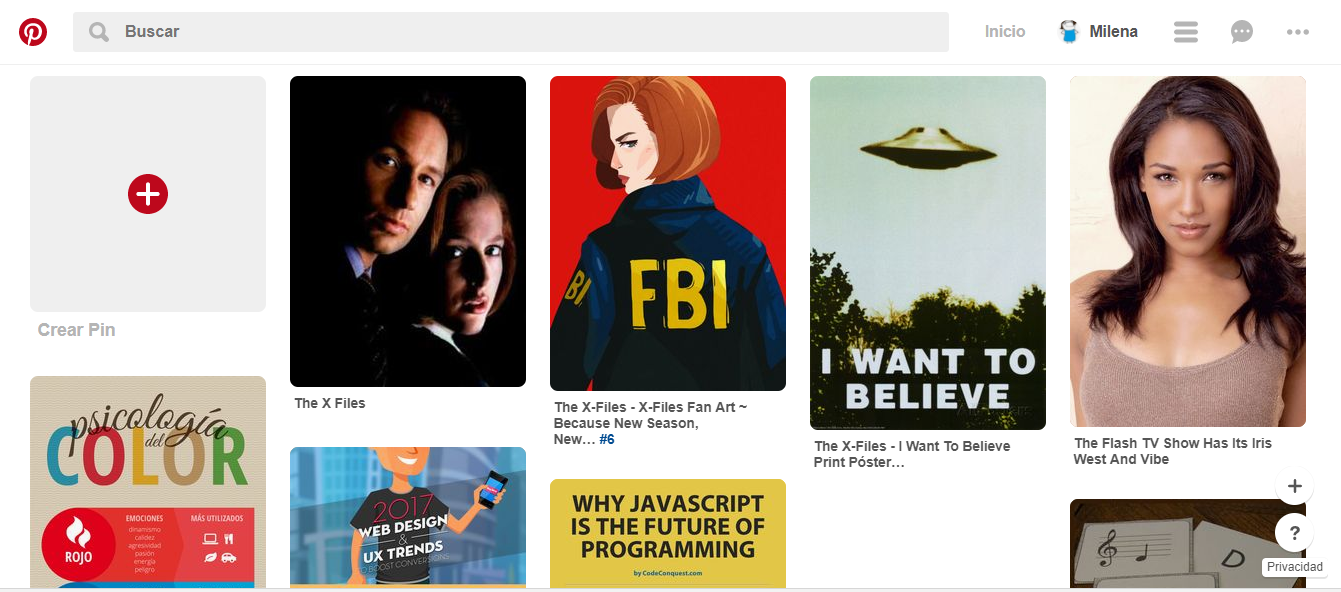 Buscar
Inicio
Milena
Crear Pin
psicología
del
COLOR
ROJO
EMOCIONES
dinamismo
calidez
agresividad
pasión
energía
peligro
MÁS UTILIZADOS
The X Files
2017
WEB DESIGN
&
UX TRENDS
TO BOOST CONVERSIONS
BI
FBI
The X-Files - X-Files Fan Art ~
Because New Season,
New… #6
WHY JAVASCRIPT
IS THE FUTURE OF
PROGRAMMING
by CodeConquest.com
I WANT TO
BELIEVE
The X-Files - I Want To Believe
Print Póster…
The Flash TV Show Has Its Iris
West And Vibe
D
+
?
Privacidad